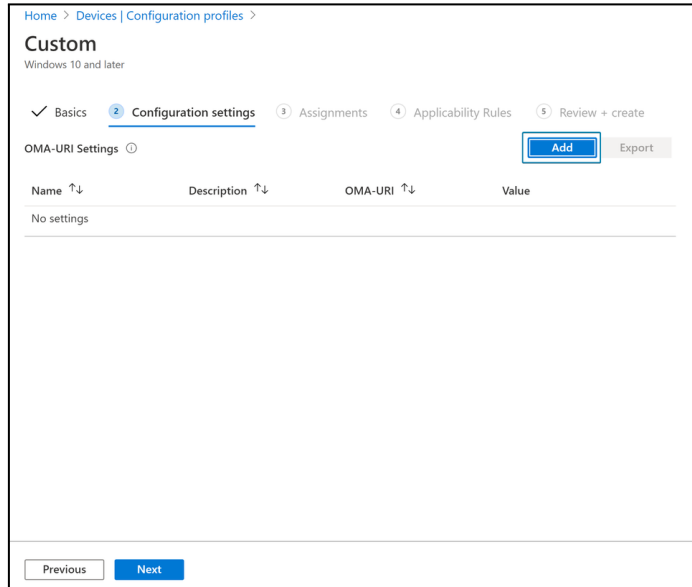 Home > Devices | Configuration profiles >
Custom
Windows 10 and later
Basics 2 Configuration settings 3 Assignments 4 Applicability Rules 5 Review + create
OMA-URI Settings Add Export
Name ↑↓ Description ↑↓ OMA-URI ↑↓ Value
No settings
Previous Next